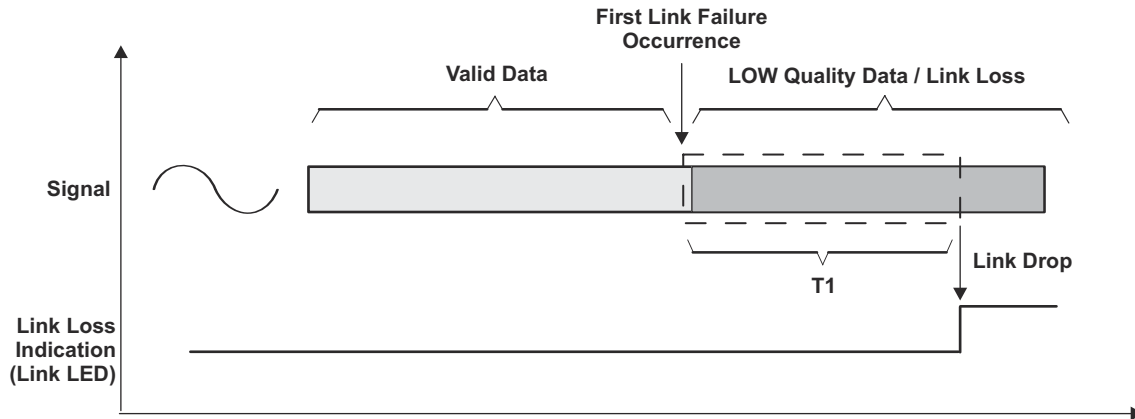 First Link Failure
Occurrence
Valid Data
LOW Quality Data / Link Loss
Signal
T1
Link Drop
Link Loss
Indication
(Link LED)